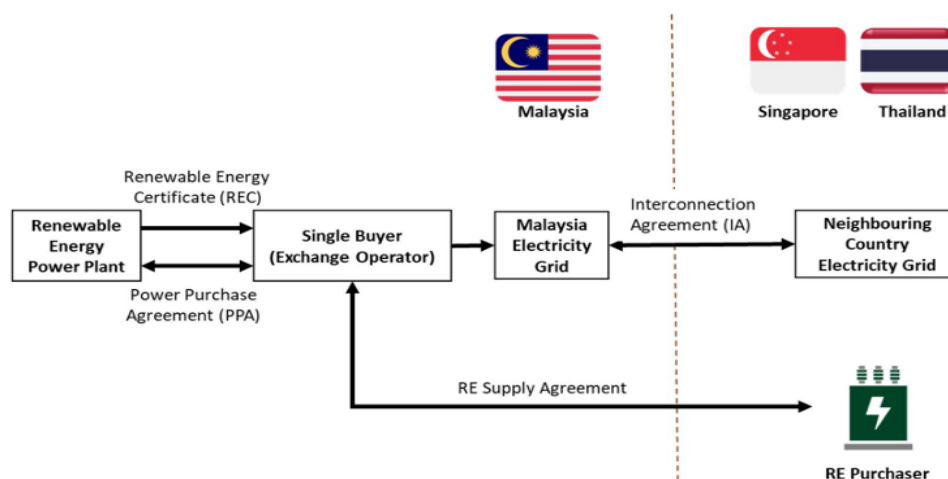 Malaysia
Singapore
Thailand
Renewable Energy
Certificate (REC)
Renewable
Energy
Power Plant
Single Buyer
(Exchange Operator)
Malaysia
Electricity
Grid
Interconnection
Agreement (IA)
Neighbouring
Country
Electricity Grid
Power Purchase
Agreement (PPA)
RE Supply Agreement
RE Purchaser